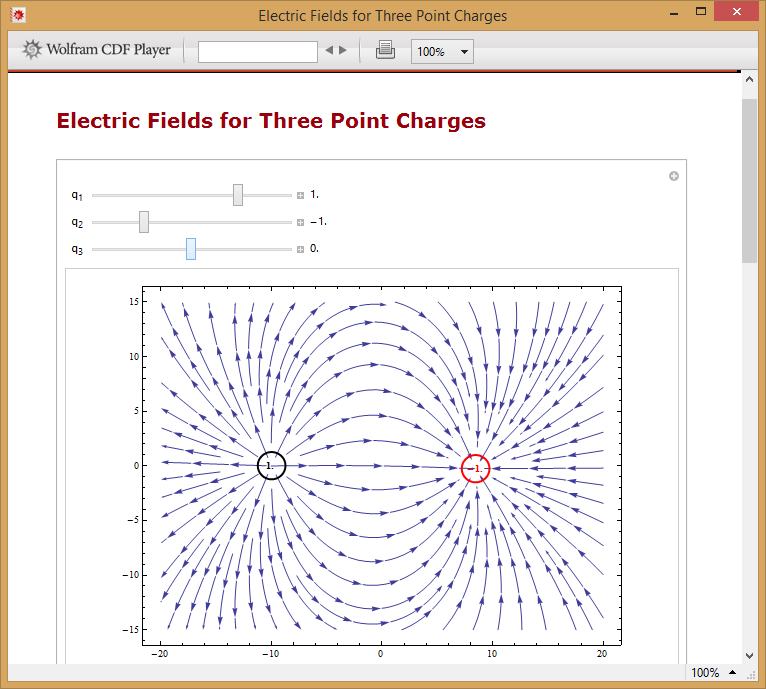 Electric Fields for Three Point Charges
Wolfram CDF Player
100%
Electric Fields for Three Point Charges
q1 1.
q2 −1.
q3 0.
15
10
5
0
−5
−10
−15
1.
−1.
−20 −10 0 10 20
100%